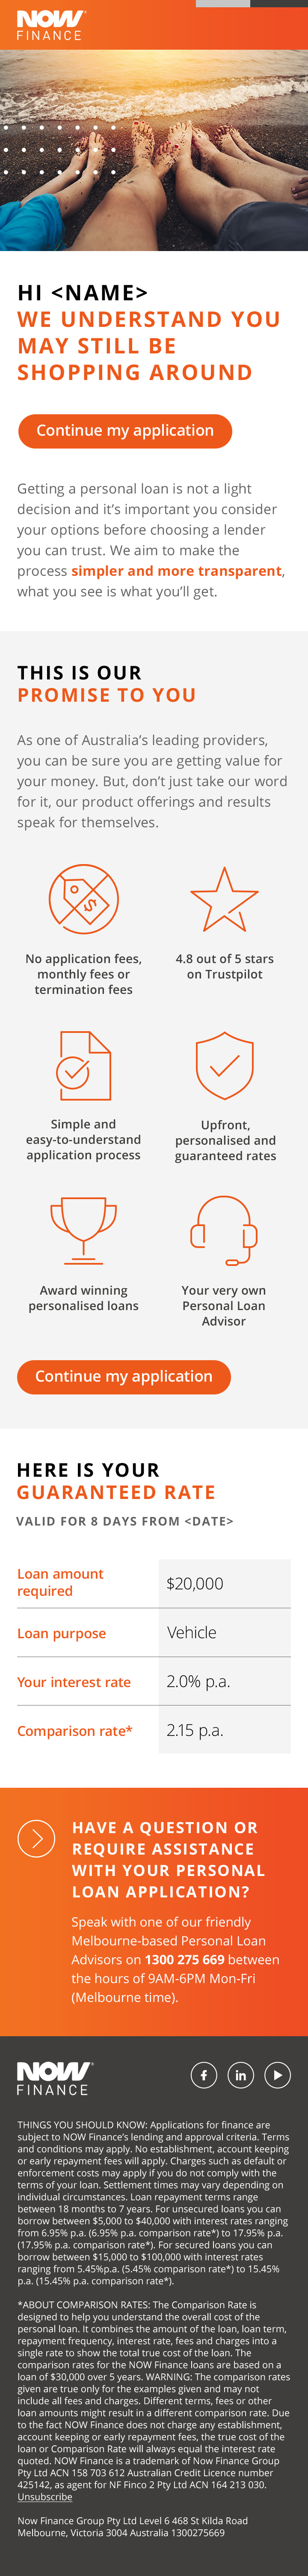 NOW
FINANCE
HI <NAME>
WE UNDERSTAND YOU
MAY STILL BE
SHOPPING AROUND
Continue my application
Getting a personal loan is not a light
decision and it's important you consider
your options before choosing a lender
you can trust. We aim to make the
process simpler and more transparent,
what you see is what you'll get.
THIS IS OUR
PROMISE TO YOU
As one of Australia's leading providers,
you can be sure you are getting value for
your money. But, don't just take our word
for it, our product offerings and results
speak for themselves.
$
No application fees,
monthly fees or
termination fees
4.8 out of 5 stars
on Trustpilot
Simple and
easy-to-understand
application process
Upfront,
personalised and
guaranteed rates
Award winning
personalised loans
Your very own
Personal Loan
Advisor
Continue my application
HERE IS YOUR
GUARANTEED RATE
VALID FOR 8 DAYS FROM <DATE>
Loan amount
required
$20,000
Loan purpose
Vehicle
Your interest rate
2.0% p.a.
Comparison rate*
2.15 p.a.
HAVE A QUESTION OR
REQUIRE ASSISTANCE
WITH YOUR PERSONAL
LOAN APPLICATION?
Speak with one of our friendly
Melbourne-based Personal Loan
Advisors on 1300 275 669 between
the hours of 9AM-6PM Mon-Fri
(Melbourne time).
NOW
FINANCE
f
in
THINGS YOU SHOULD KNOW: Applications for finance are
subject to NOW Finance's lending and approval criteria. Terms
and conditions may apply. No establishment, account keeping
or early repayment fees will apply. Charges such as default or
enforcement costs may apply if you do not comply with the
terms of your loan. Settlement times may vary depending on
individual circumstances. Loan repayment terms range
between 18 months to 7 years. For unsecured loans you can
borrow between $5,000 to $40,000 with interest rates ranging
from 6.95% p.a. (6.95% p.a. comparison rate*) to 17.95% p.a.
(17.95% p.a. comparison rate*). For secured loans you can
borrow between $15,000 to $100,000 with interest rates
ranging from 5.45%p.a. (5.45% comparison rate*) to 15.45%
p.a. (15.45% p.a. comparison rate*).
*ABOUT COMPARISON RATES: The Comparison Rate is
designed to help you understand the overall cost of the
personal loan. It combines the amount of the loan, loan term,
repayment frequency, interest rate, fees and charges into a
single rate to show the total true cost of the loan. The
comparison rates for the NOW Finance loans are based on a
loan of $30,000 over 5 years. WARNING: The comparison rates
given are true only for the examples given and may not
include all fees and charges. Different terms, fees or other
loan amounts might result in a different comparison rate. Due
to the fact NOW Finance does not charge any establishment,
account keeping or early repayment fees, the true cost of the
loan or Comparison Rate will always equal the interest rate
quoted. NOW Finance is a trademark of Now Finance Group
Pty Ltd ACN 158 703 612 Australian Credit Licence number
425142, as agent for NF Finco 2 Pty Ltd ACN 164 213 030.
Unsubscribe
Now Finance Group Pty Ltd Level 6 468 St Kilda Road
Melbourne, Victoria 3004 Australia 1300275669